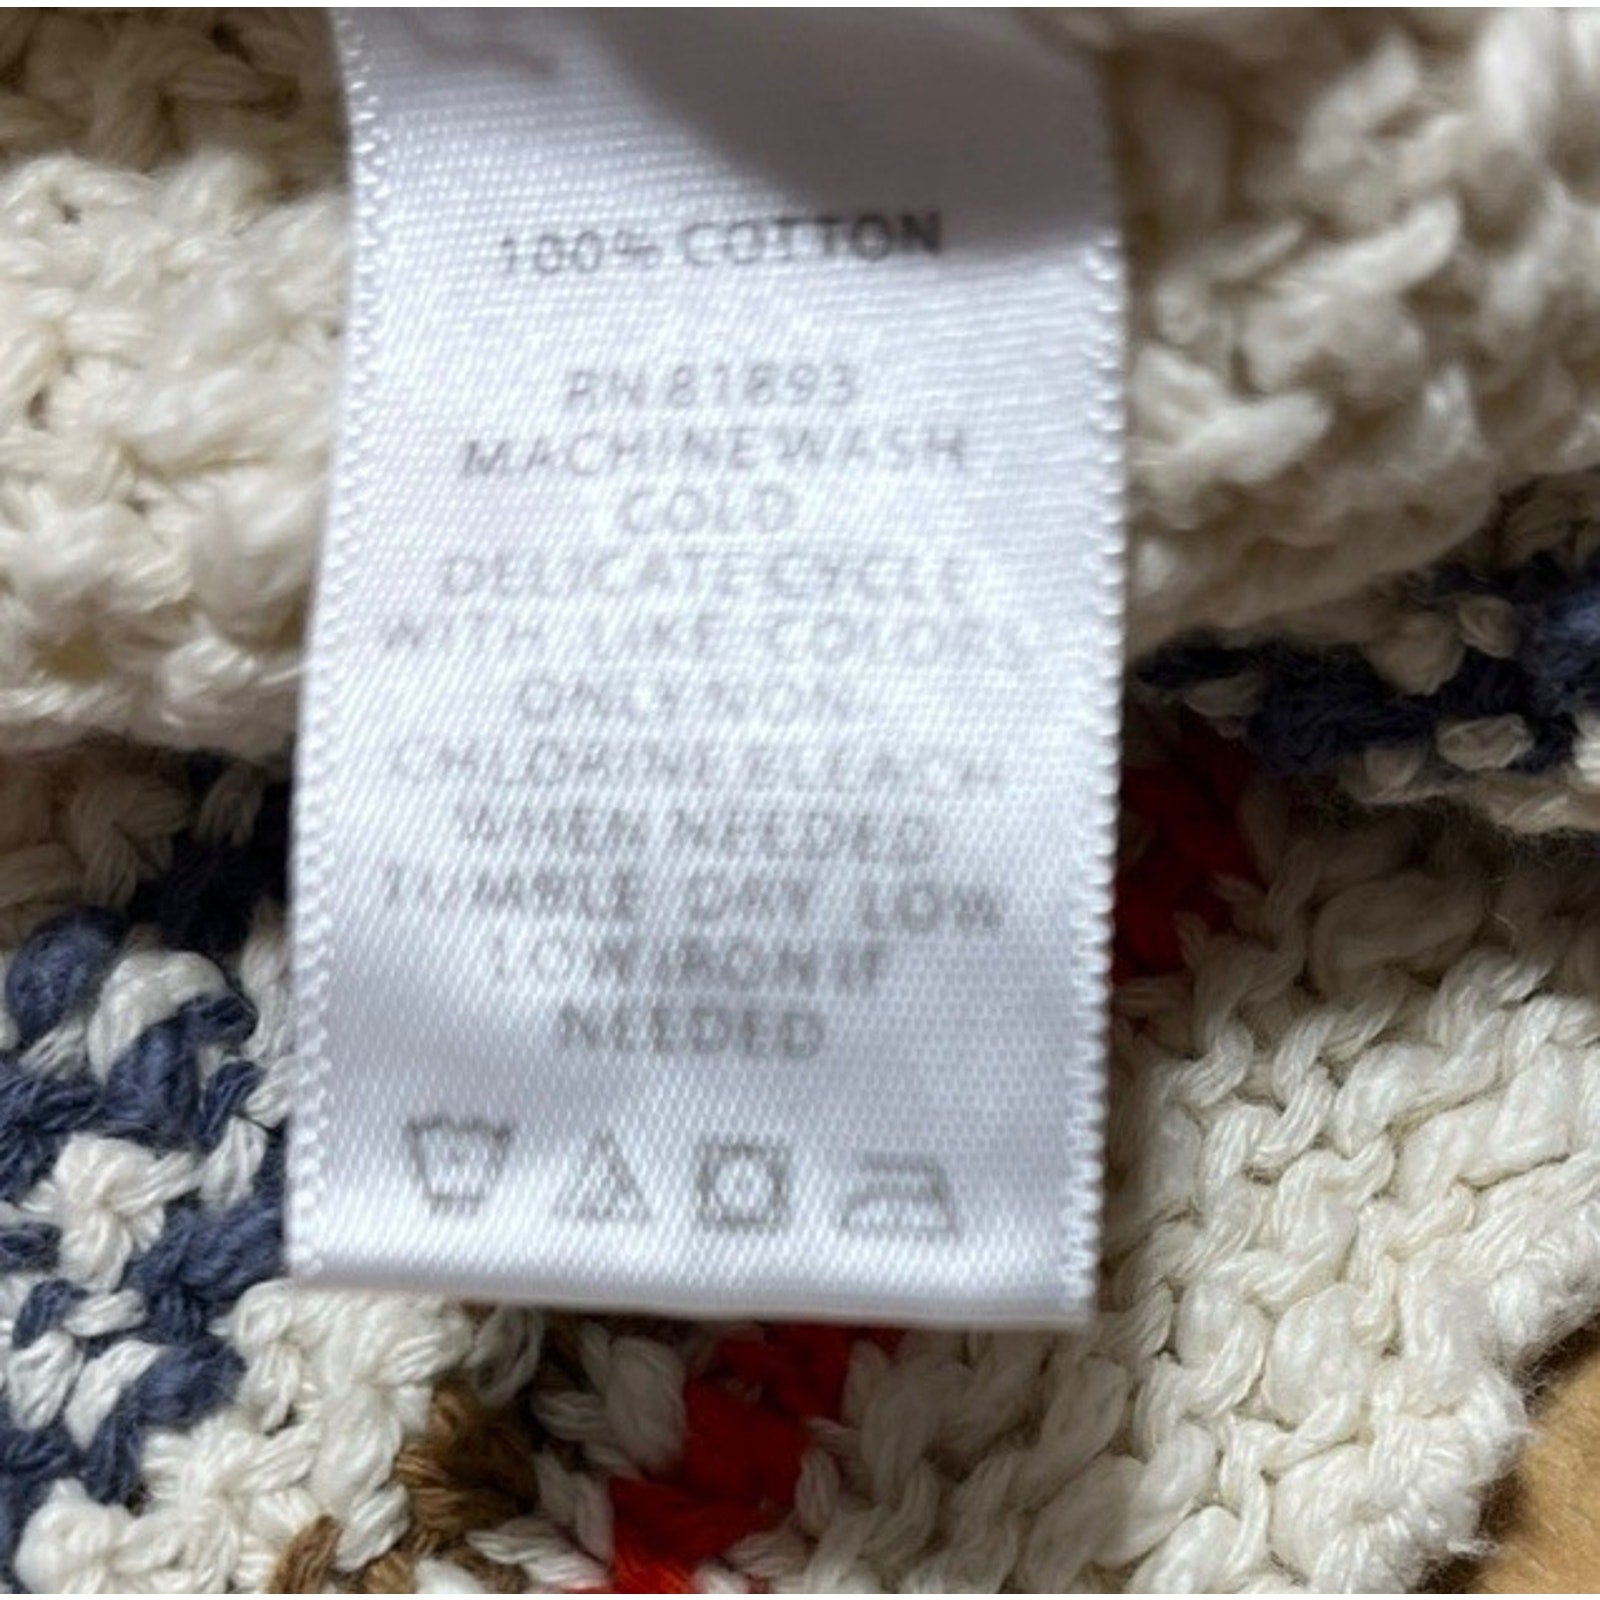 100% COTTON
RN 81893
MACHINE WASH
COLD
DELICATE CYCLE
WITH LIKE COLORS
ONLY NON-
CHLORINE BLEACH
WHEN NEEDED
TUMBLE DRY LOW
LOW IRON IF
NEEDED